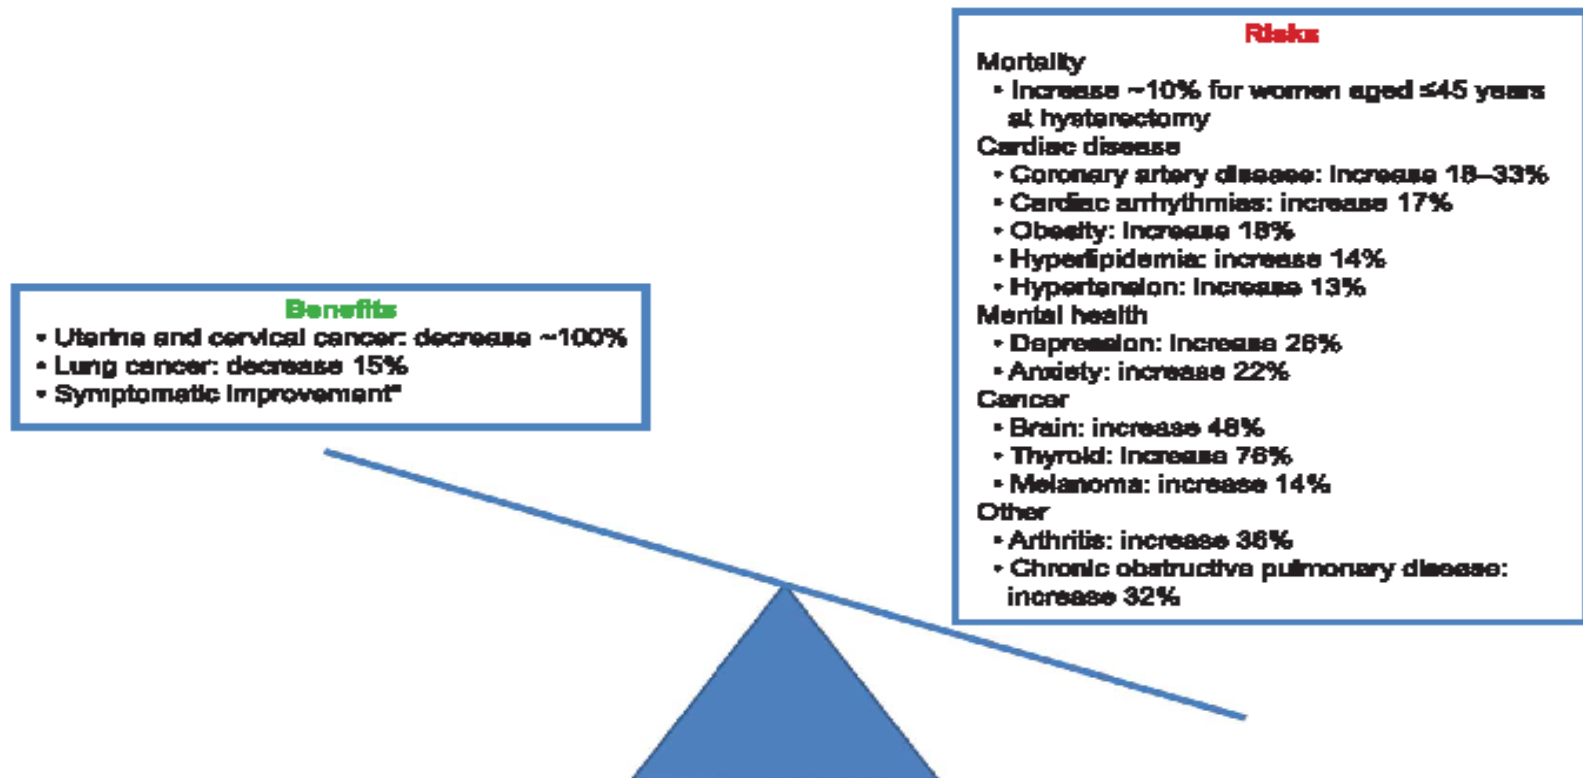 Benefits
• Uterine and cervical cancer: decrease ~100%
• Lung cancer: decrease 15%
• Symptomatic improvement*
Risks
Mortality
• Increase ~10% for women aged ≤45 years
at hysterectomy
Cardiac disease
• Coronary artery disease: increase 18–33%
• Cardiac arrhythmias: increase 17%
• Obesity: increase 18%
• Hyperlipidemia: increase 14%
• Hypertension: increase 13%
Mental health
• Depression: increase 26%
• Anxiety: increase 22%
Cancer
• Brain: increase 48%
• Thyroid: increase 76%
• Melanoma: increase 14%
Other
• Arthritis: increase 36%
• Chronic obstructive pulmonary disease:
increase 32%